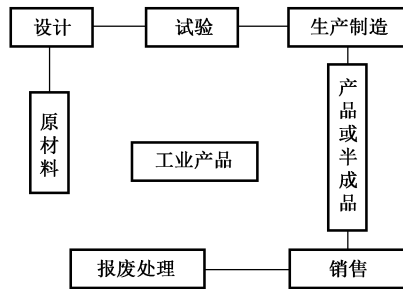 设计
试验
生产制造
原材料
产品或半成品
工业产品
报废处理
销售